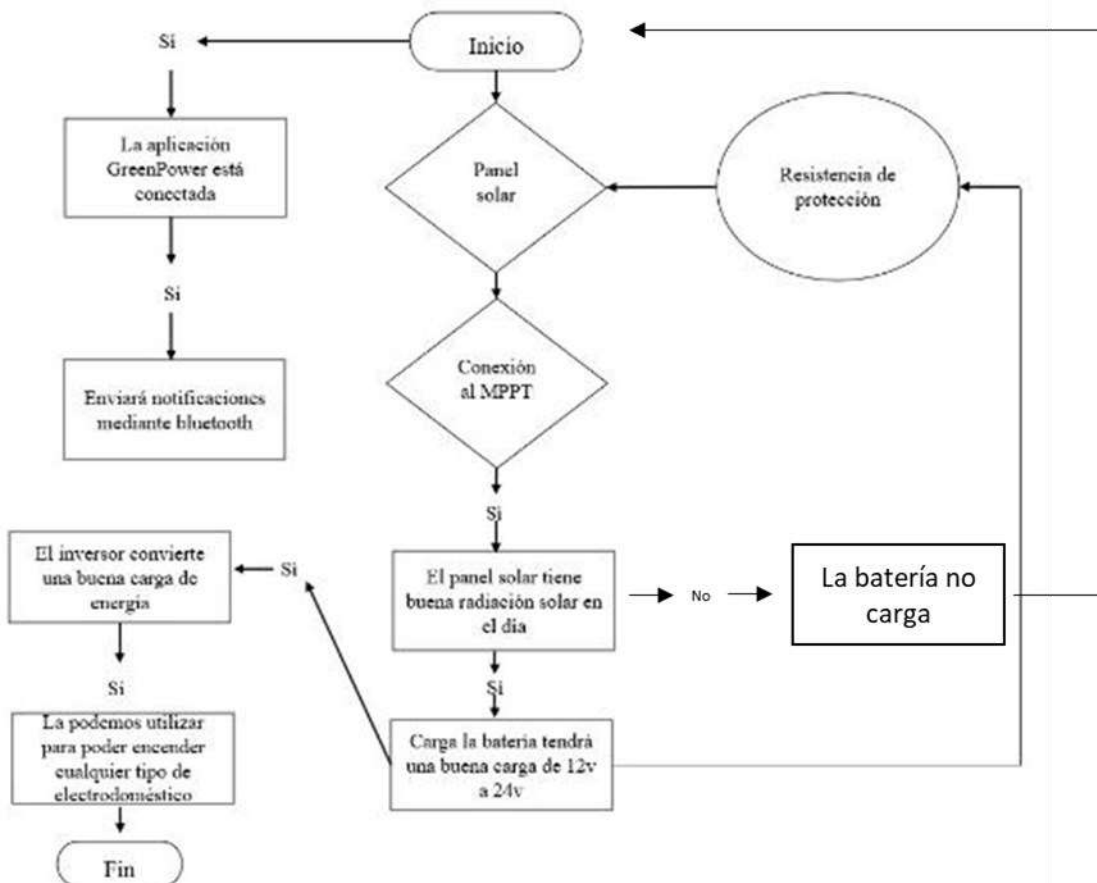 Si
Inicio
La aplicación
GreenPower está
conectada
Panel
solar
Resistencia de
protección
Si
Conexión
al MPPT
Enviará notificaciones
mediante bluetooth
Si
El inversor convierte
una buena carga de
energía
Si
El panel solar tiene
buena radiación solar en
el dia
No
La batería no
carga
Si
Si
La podemos utilizar
para poder encender
cualquier tipo de
electrodoméstico
Carga la batería tendrá
una buena carga de 12v
a 24v
Fin